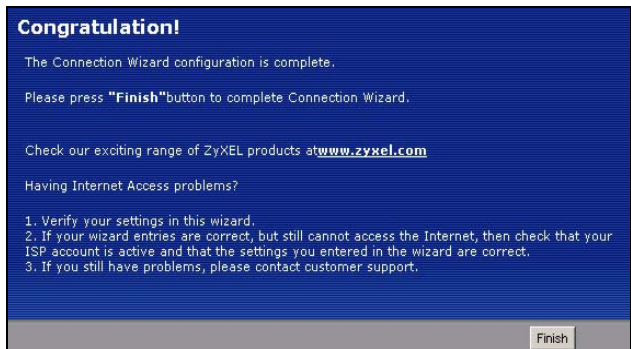 Congratulation!
The Connection Wizard configuration is complete.
Please press "Finish"button to complete Connection Wizard.
Check our exciting range of ZyXEL products atwww.zyxel.com
Having Internet Access problems?
1. Verify your settings in this wizard.
2. If your wizard entries are correct, but still cannot access the Internet, then check that your
ISP account is active and that the settings you entered in the wizard are correct.
3. If you still have problems, please contact customer support.
Finish